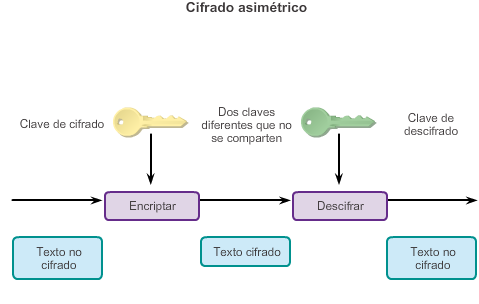 Cifrado asimétrico
Clave de cifrado
Dos claves
diferentes que no
se comparten
Clave de
descifrado
Encriptar
Descifrar
Texto no
cifrado
Texto cifrado
Texto no
cifrado